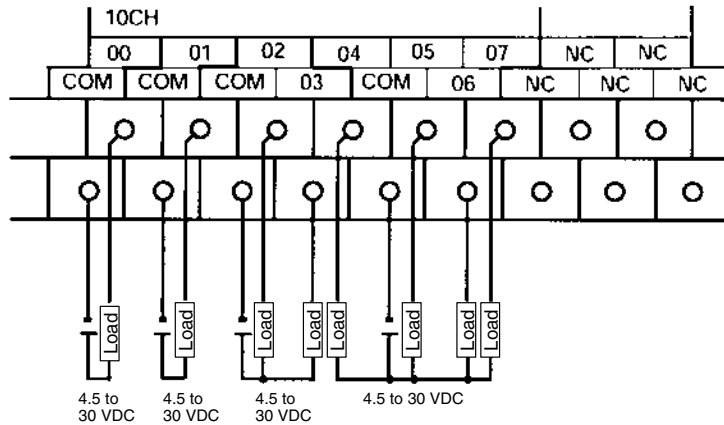 10CH
00 01 02 04 05 07 NC NC
COM COM COM 03 COM 06 NC NC NC
Load Load Load Load Load Load Load Load
4.5 to 4.5 to 4.5 to 4.5 to 30 VDC
30 VDC 30 VDC 30 VDC